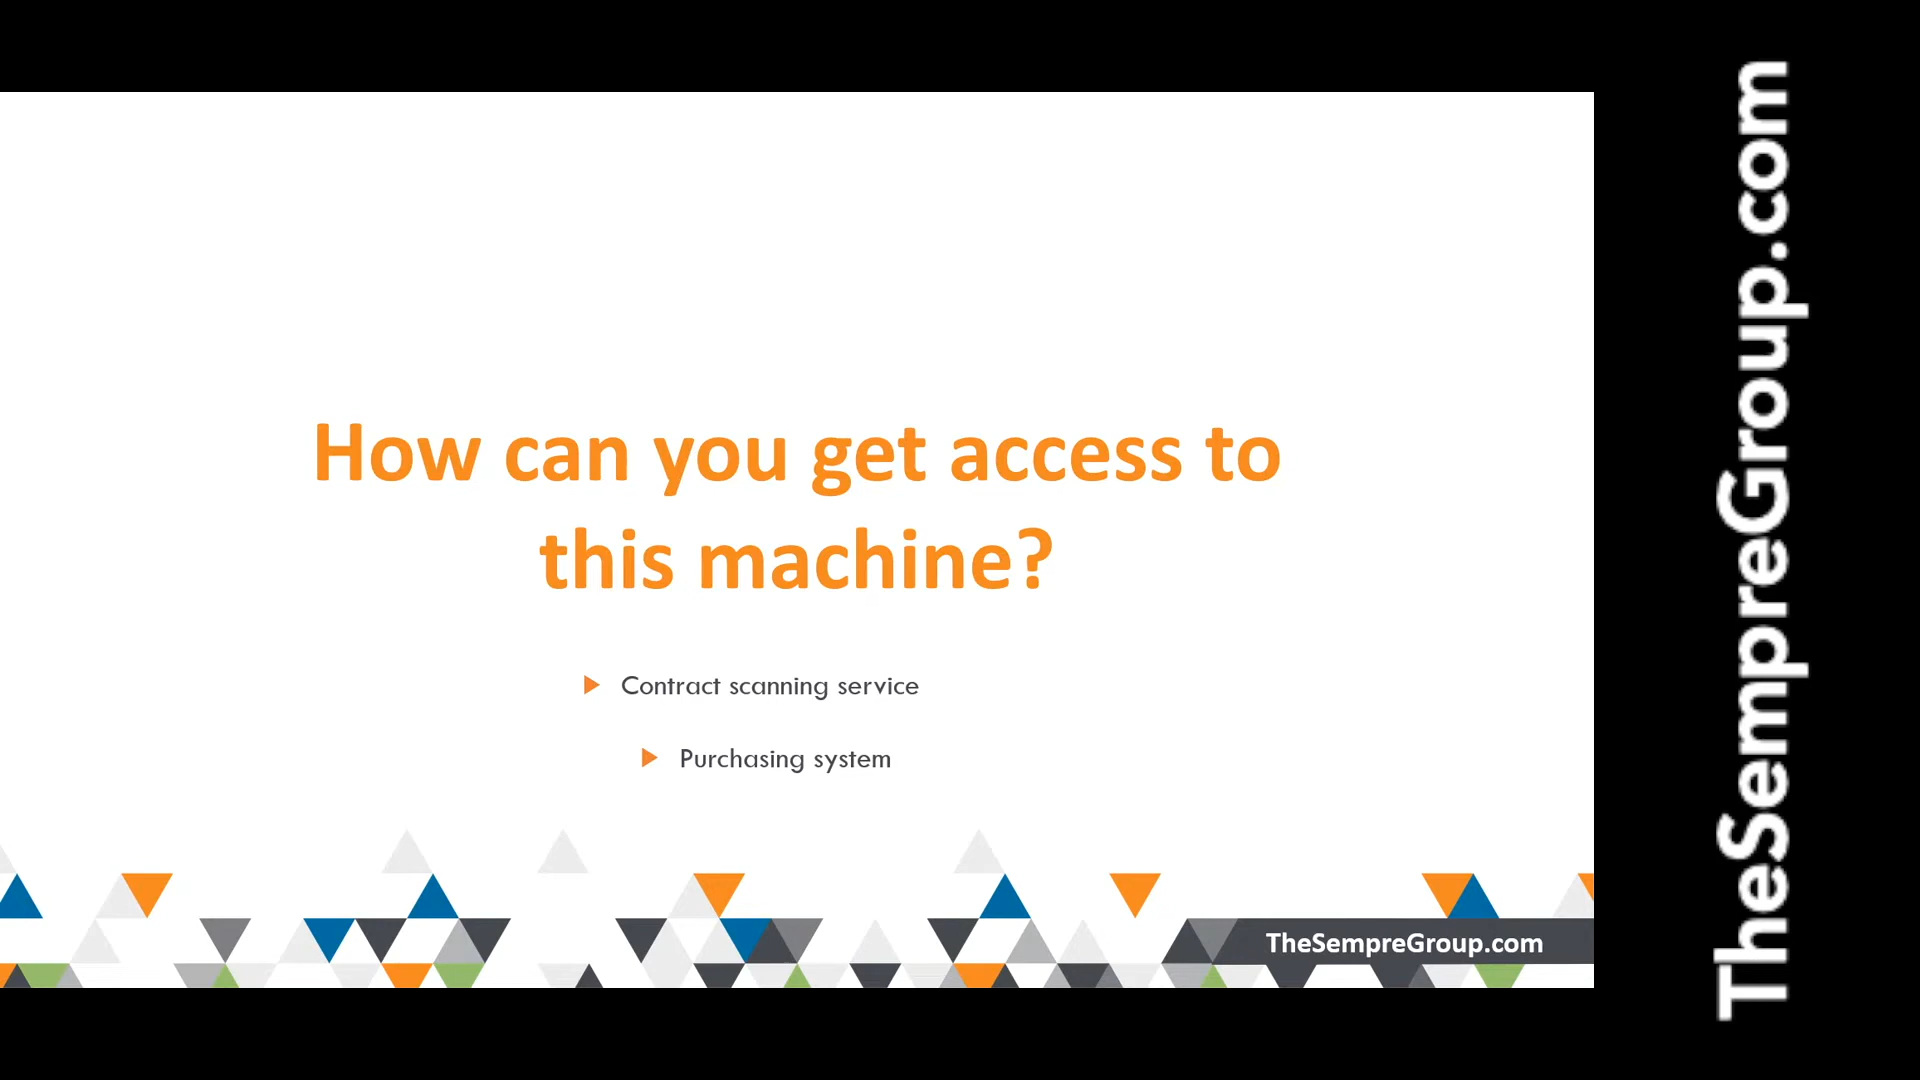 How can you get access to
this machine?
Contract scanning service
Purchasing system
TheSempreGroup.com
TheSempreGroup.com